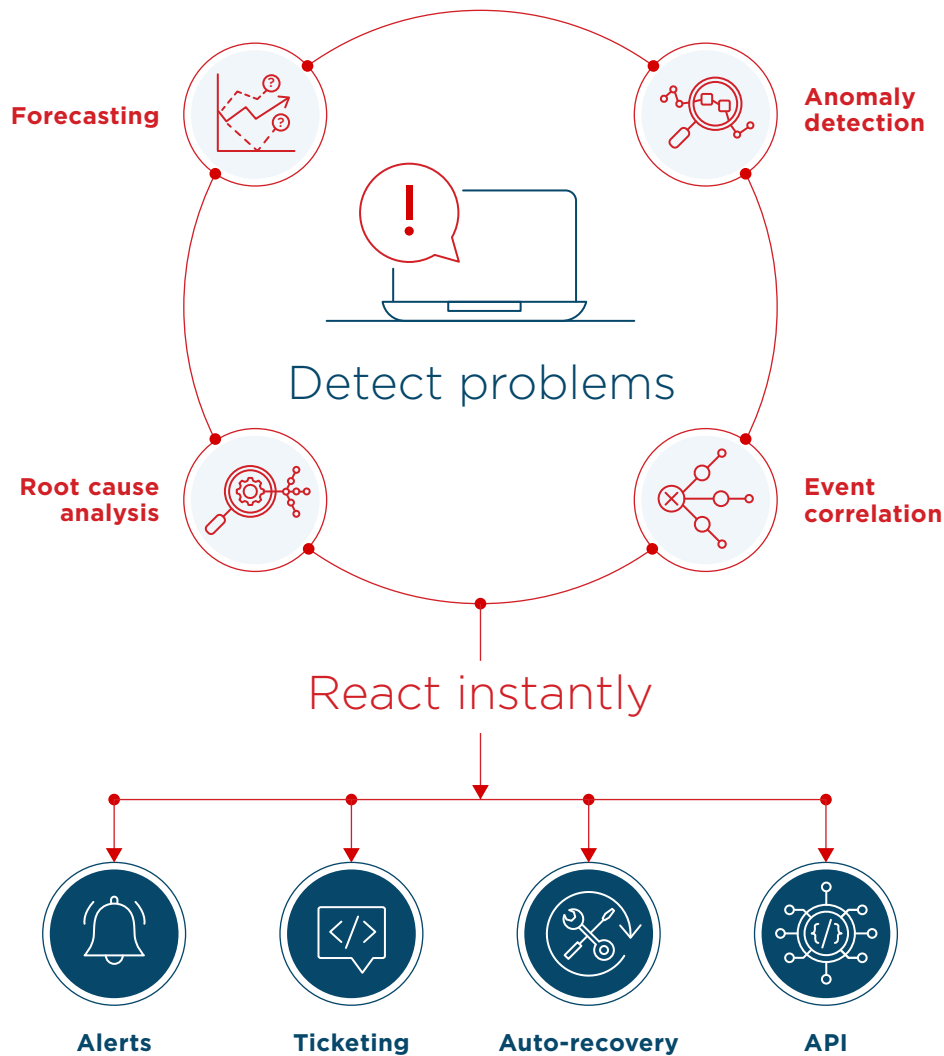 Forecasting
Anomaly
detection
!
Detect problems
Root cause
analysis
Event
correlation
React instantly
</>
{/}
Alerts
Ticketing
Auto-recovery
API